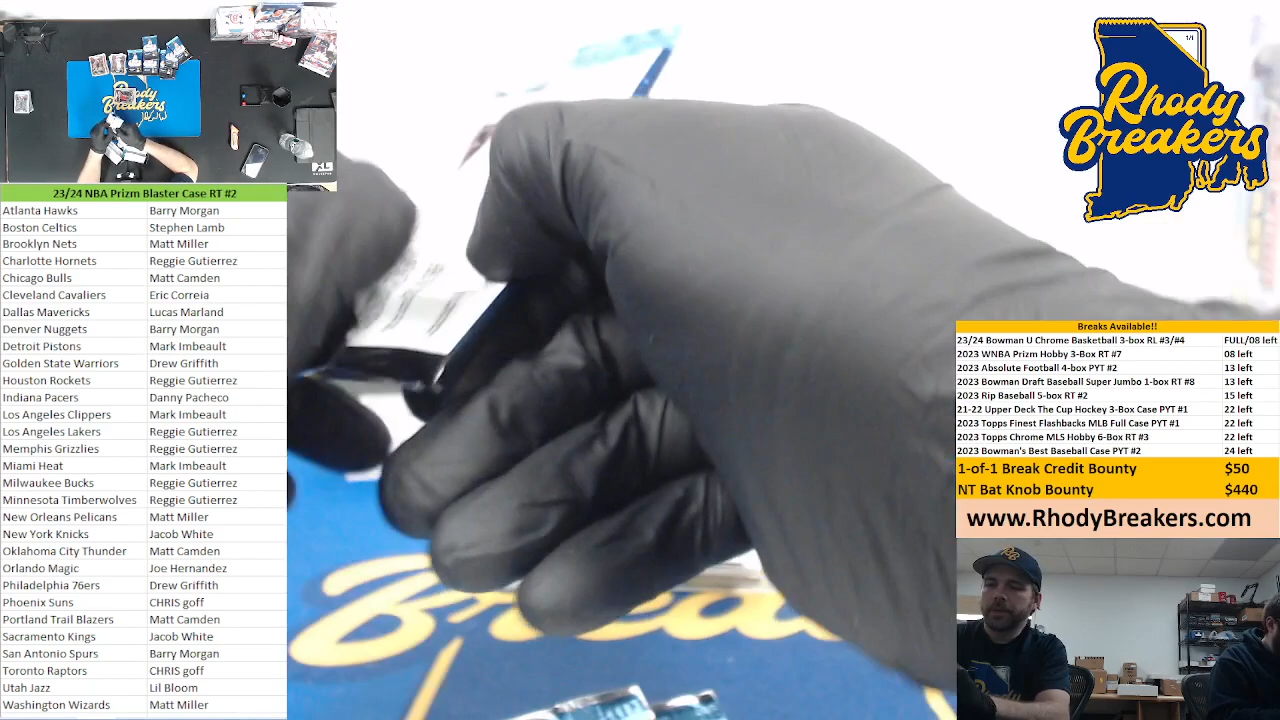 Rhody
Breakers
23/24 NBA Prizm Blaster Case RT #2
Atlanta Hawks Barry Morgan
Boston Celtics Stephen Lamb
Brooklyn Nets Matt Miller
Charlotte Hornets Reggie Gutierrez
Chicago Bulls Matt Camden
Cleveland Cavaliers Eric Correia
Dallas Mavericks Lucas Marland
Denver Nuggets Barry Morgan
Detroit Pistons Mark Imbeault
Golden State Warriors Drew Griffith
Houston Rockets Reggie Gutierrez
Indiana Pacers Danny Pacheco
Los Angeles Clippers Mark Imbeault
Los Angeles Lakers Reggie Gutierrez
Memphis Grizzlies Reggie Gutierrez
Miami Heat Mark Imbeault
Milwaukee Bucks Reggie Gutierrez
Minnesota Timberwolves Reggie Gutierrez
New Orleans Pelicans Matt Miller
New York Knicks Jacob White
Oklahoma City Thunder Matt Camden
Orlando Magic Joe Hernandez
Philadelphia 76ers Drew Griffith
Phoenix Suns CHRIS goff
Portland Trail Blazers Matt Camden
Sacramento Kings Jacob White
San Antonio Spurs Barry Morgan
Toronto Raptors CHRIS goff
Utah Jazz Lil Bloom
Washington Wizards Matt Miller
1/1
Rhody
Breakers
Breaks Available!!
23/24 Bowman U Chrome Basketball 3-box RL #3/#4 FULL/08 left
2023 WNBA Prizm Hobby 3-Box RT #7 08 left
2023 Absolute Football 4-box PYT #2 13 left
2023 Bowman Draft Baseball Super Jumbo 1-box RT #8 13 left
2023 Rip Baseball 5-box RT #2 15 left
21-22 Upper Deck The Cup Hockey 3-Box Case PYT #1 22 left
2023 Topps Finest Flashbacks MLB Full Case PYT #1 22 left
2023 Topps Chrome MLS Hobby 6-Box RT #3 22 left
2023 Bowman's Best Baseball Case PYT #2 24 left
1-of-1 Break Credit Bounty $50
NT Bat Knob Bounty $440
www.RhodyBreakers.com